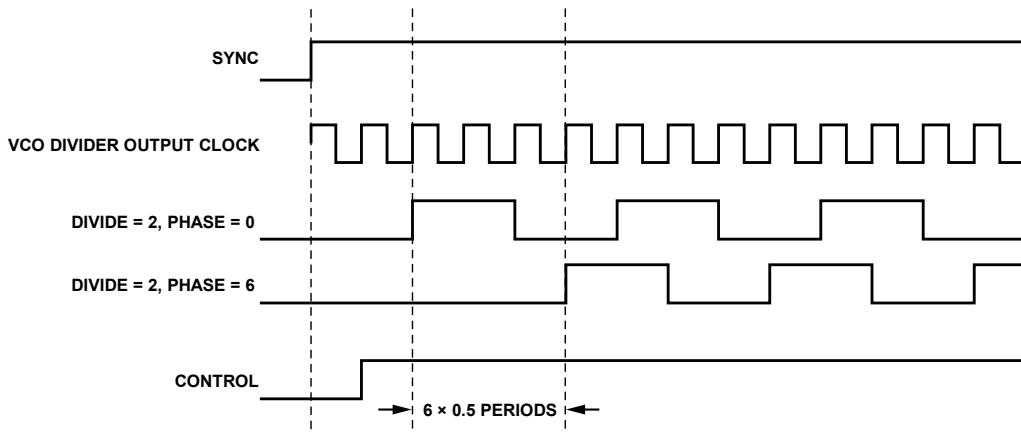 SYNC
VCO DIVIDER OUTPUT CLOCK
DIVIDE = 2, PHASE = 0
DIVIDE = 2, PHASE = 6
CONTROL
6 × 0.5 PERIODS